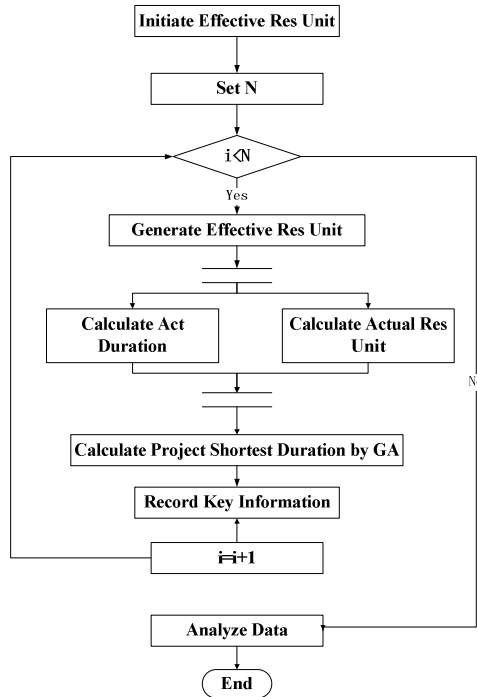 Initiate Effective Res Unit
Set N
i<N
Yes
Generate Effective Res Unit
Calculate Act
Duration
Calculate Actual Res
Unit
N
Calculate Project Shortest Duration by GA
Record Key Information
i=i+1
Analyze Data
End